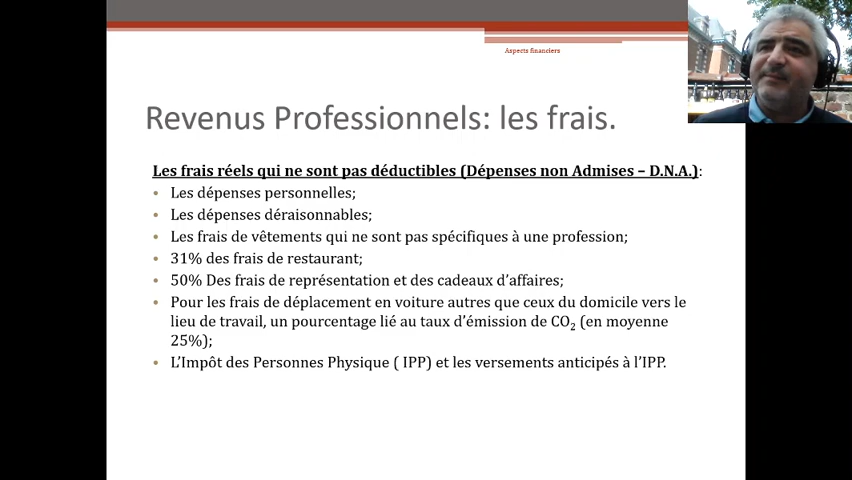 Aspects financiers
Revenus Professionnels: les frais.
Les frais réels qui ne sont pas déductibles (Dépenses non Admises – D.N.A.):
• Les dépenses personnelles;
• Les dépenses déraisonnables;
• Les frais de vêtements qui ne sont pas spécifiques à une profession;
• 31% des frais de restaurant;
• 50% Des frais de représentation et des cadeaux d'affaires;
• Pour les frais de déplacement en voiture autres que ceux du domicile vers le
lieu de travail, un pourcentage lié au taux d'émission de CO₂ (en moyenne
25%);
• L'Impôt des Personnes Physique ( IPP) et les versements anticipés à l'IPP.